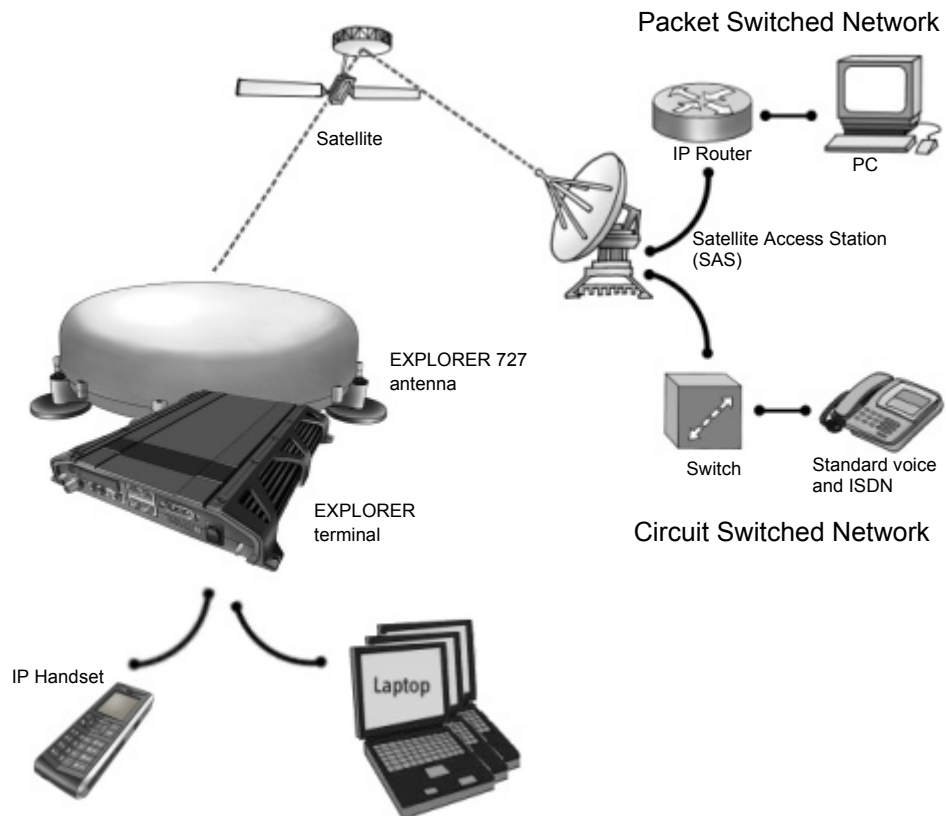 Packet Switched Network
Satellite
IP Router
PC
Satellite Access Station
(SAS)
EXPLORER 727
antenna
Switch
Standard voice
and ISDN
EXPLORER
terminal
Circuit Switched Network
IP Handset
Laptop